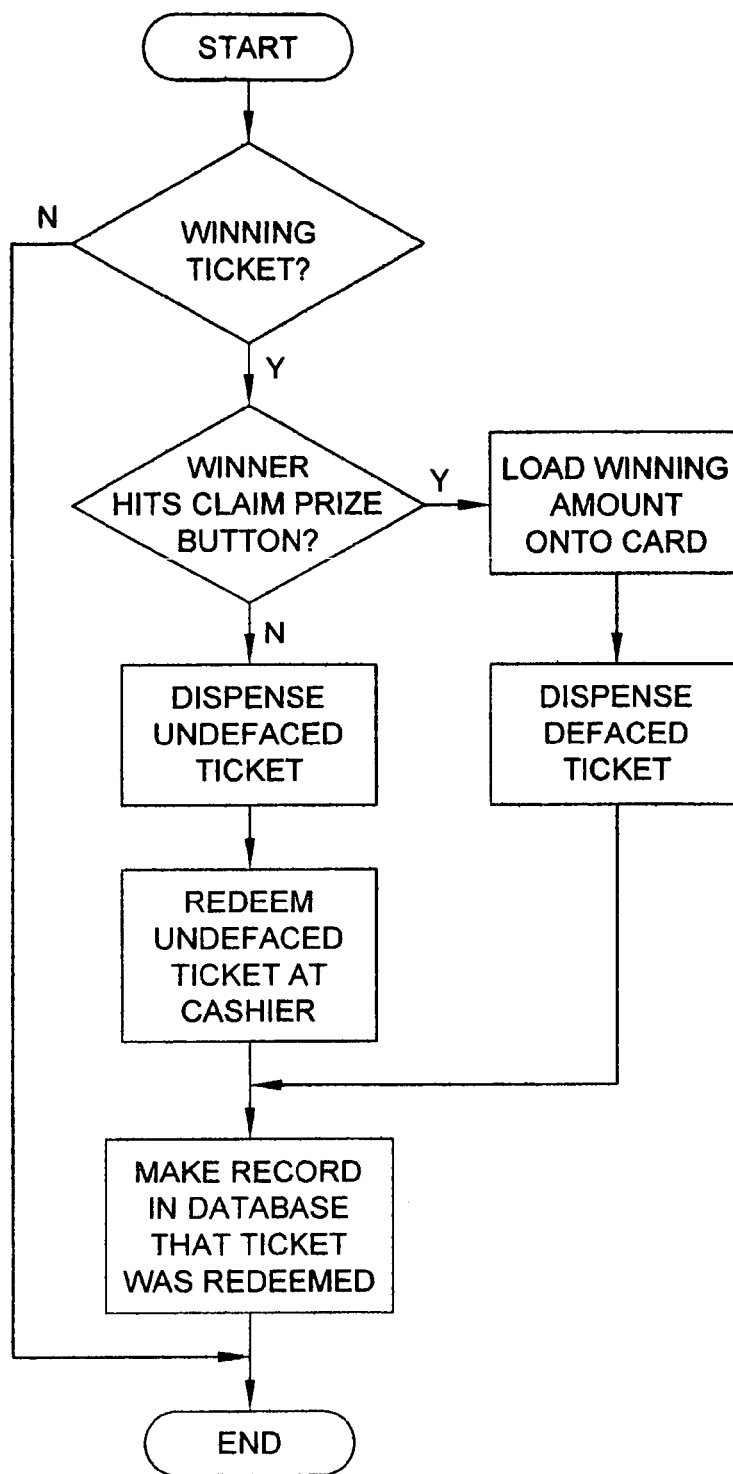 START
N
WINNING
TICKET?
Y
WINNER
HITS CLAIM PRIZE
BUTTON?
Y
LOAD WINNING
AMOUNT
ONTO CARD
N
DISPENSE
UNDEFACED
TICKET
DISPENSE
DEFACED
TICKET
REDEEM
UNDEFACED
TICKET AT
CASHIER
MAKE RECORD
IN DATABASE
THAT TICKET
WAS REDEEMED
END